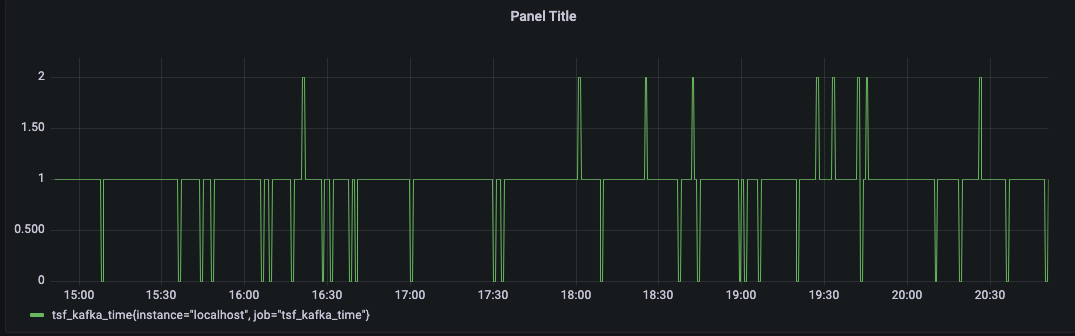 Panel Title
2
1.50
1
0.500
0
15:00 15:30 16:00 16:30 17:00 17:30 18:00 18:30 19:00 19:30 20:00 20:30
tsf_kafka_time{instance="localhost", job="tsf_kafka_time"}